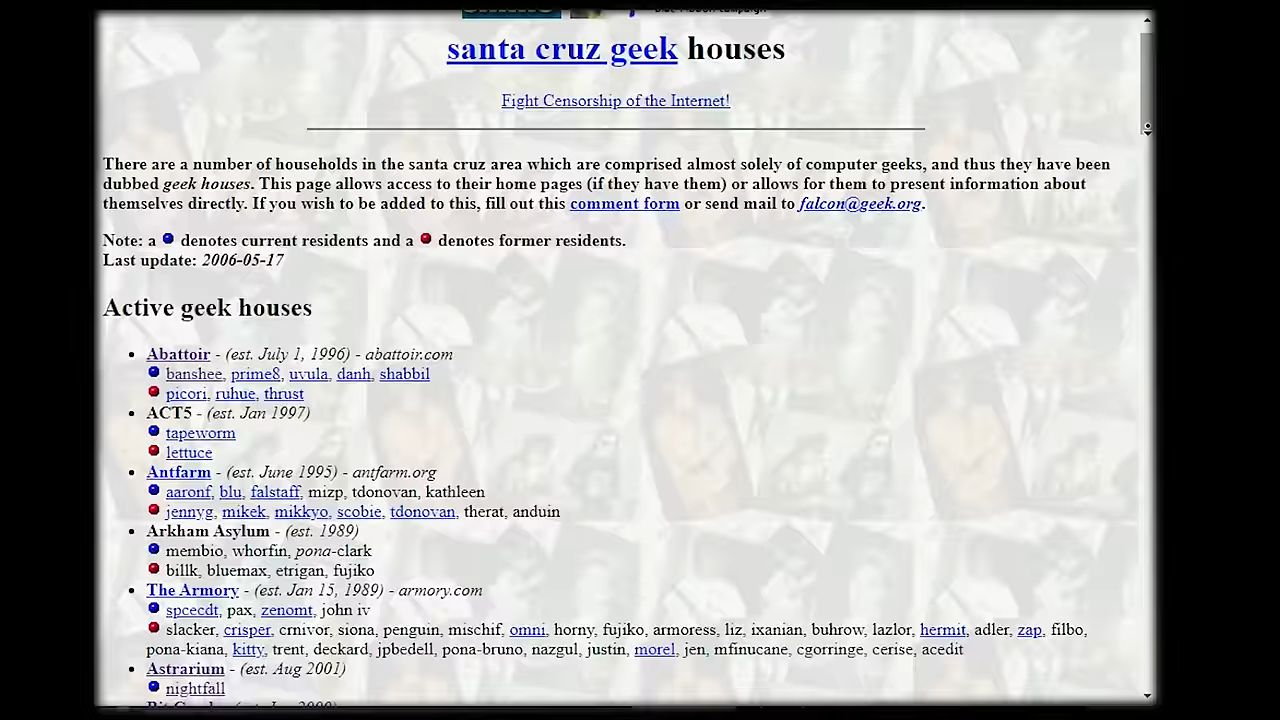 santa cruz geek houses
Fight Censorship of the Internet!
There are a number of households in the santa cruz area which are comprised almost solely of computer geeks, and thus they have been
dubbed geek houses. This page allows access to their home pages (if they have them) or allows for them to present information about
themselves directly. If you wish to be added to this, fill out this comment form or send mail to falcon@geek.org.
Note: a denotes current residents and a denotes former residents.
Last update: 2006-05-17
Active geek houses
Abattoir - (est. July 1, 1996) - abattoir.com
banshee, prime8, uvula, danh, shabbil
picori, ruhue, thrust
ACT5 - (est. Jan 1997)
tapeworm
lettuce
Antfarm - (est. June 1995) - antfarm.org
aaronf, blu, falstaff, mizp, tdonovan, kathleen
jennyg, mikek, mikkyo, scobie, tdonovan, therat, anduin
Arkham Asylum - (est. 1989)
membio, whorfin, pona-clark
billk, bluemax, etrigan, fujiko
The Armory - (est. Jan 15, 1989) - armory.com
spcecdt, pax, zenomt, john iv
slacker, crisper, crnivor, siona, penguin, mischif, omni, horny, fujiko, armoress, liz, ixanian, buhrow, lazlor, hermit, adler, zap, filbo,
pona-kiana, kitty, trent, deckard, jpbedell, pona-bruno, nazgul, justin, morel, jen, mfinucane, cgorringe, cerise, acedit
Astrarium - (est. Aug 2001)
nightfall